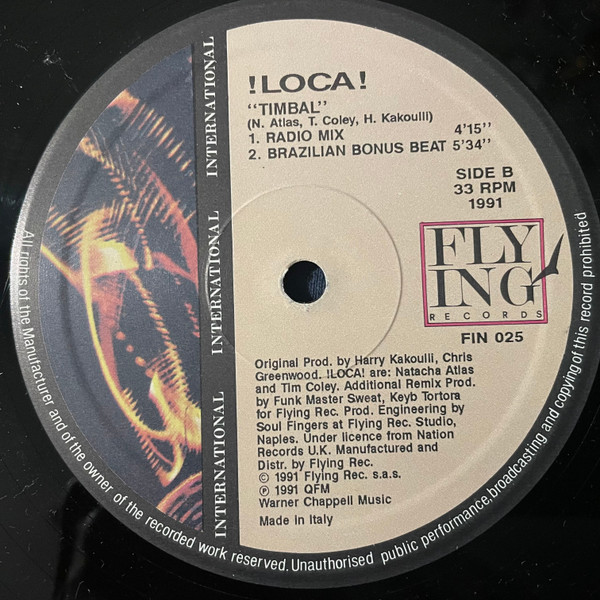 !LOCA!
"TIMBAL"
(N. Atlas, T. Coley, H. Kakoulli)
1. RADIO MIX 4'15"
2. BRAZILIAN BONUS BEAT 5'34"
SIDE B
33 RPM
1991
FLY
ING
RECORDS
FIN 025
Original Prod. by Harry Kakoulli, Chris
Greenwood. !LOCA! are: Natacha Atlas
and Tim Coley. Additional Remix Prod.
by Funk Master Sweat, Keyb Tortora
for Flying Rec. Prod. Engineering by
Soul Fingers at Flying Rec. Studio,
Naples. Under licence from Nation
Records U.K. Manufactured and
Distr. by Flying Rec.
© 1991 Flying Rec. s.a.s.
℗ 1991 QFM
Warner Chappell Music
Made in Italy
INTERNATIONAL
INTERNATIONAL
INTERNATIONAL
All rights of the Manufacturer and of the owner of the recorded work reserved. Unauthorised public performance, broadcasting and copying of this record prohibited